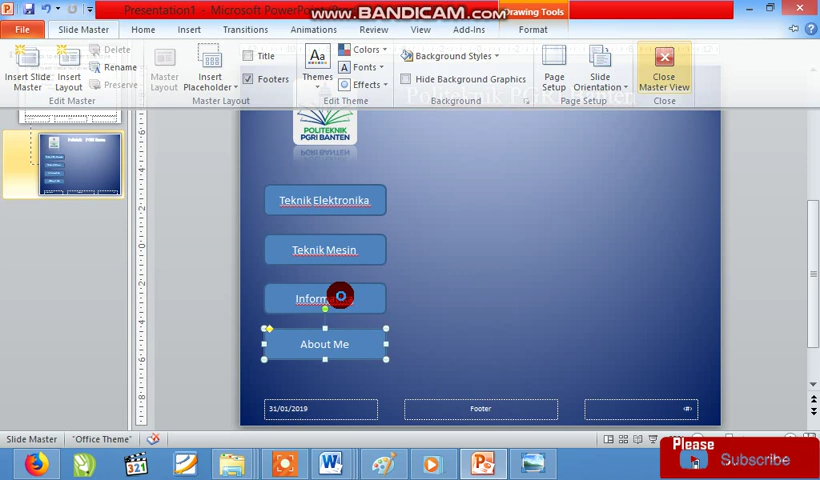 Presentation1 - Microsoft PowerPoint
www.BANDICAM.com
Drawing Tools
File
Slide Master
Home
Insert
Transitions
Animations
Review
View
Add-Ins
Format
Insert Slide Master
Insert Layout
Delete
Rename
Preserve
Edit Master
Master Layout
Insert Placeholder
Title
Footers
Master Layout
Themes
Colors
Fonts
Effects
Edit Theme
Background Styles
Hide Background Graphics
Background
Page Setup
Slide Orientation
Page Setup
Close Master View
Close
Politeknik PGRI Banten
POLITEKNIK
PGRI BANTEN
Teknik Elektronika
Teknik Mesin
About Me
31/01/2019
Footer
‹#›
Slide Master
"Office Theme"
Please
Subscribe
321